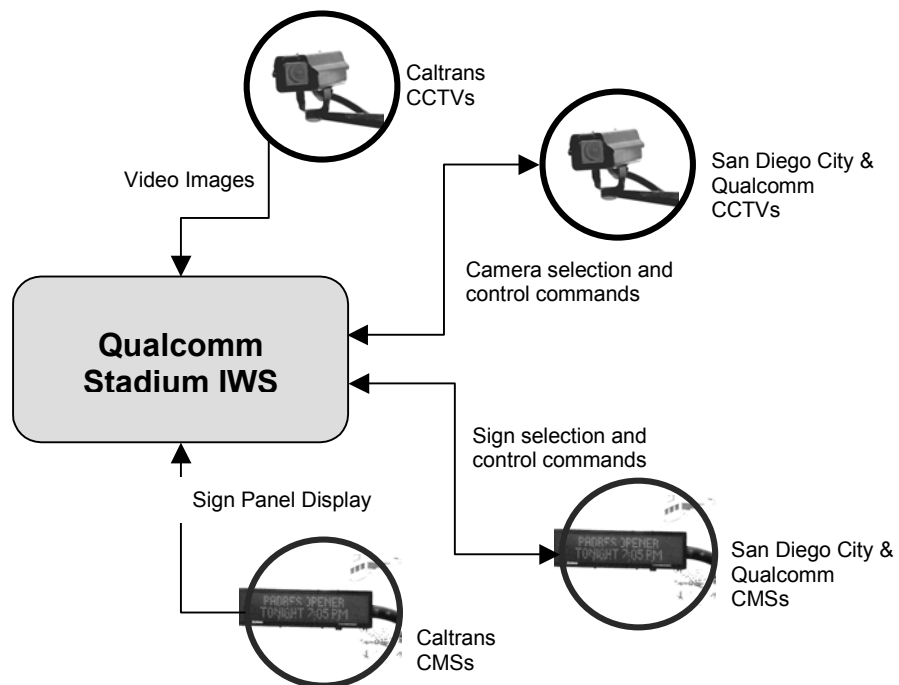 Caltrans
CCTVs
Video Images
San Diego City &
Qualcomm
CCTVs
Camera selection and
control commands
Qualcomm
Stadium IWS
Sign selection and
control commands
Sign Panel Display
PADRES OPENER
TONIGHT 7:05 PM
San Diego City &
Qualcomm
CMSs
PADRES OPENER
TONIGHT 7:05 PM
Caltrans
CMSs